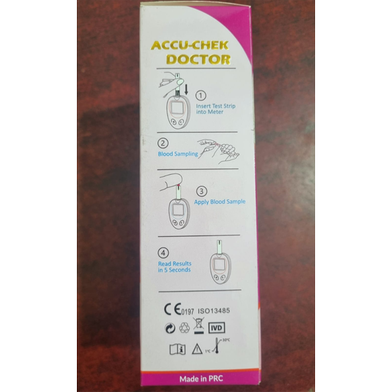 ACCU-CHEK
DOCTOR
1
Insert Test Strip
into Meter
2
Blood Sampling
3
Apply Blood Sample
4
Read Results
in 5 Seconds
CE0197 ISO13485
IVD
Made in PRC